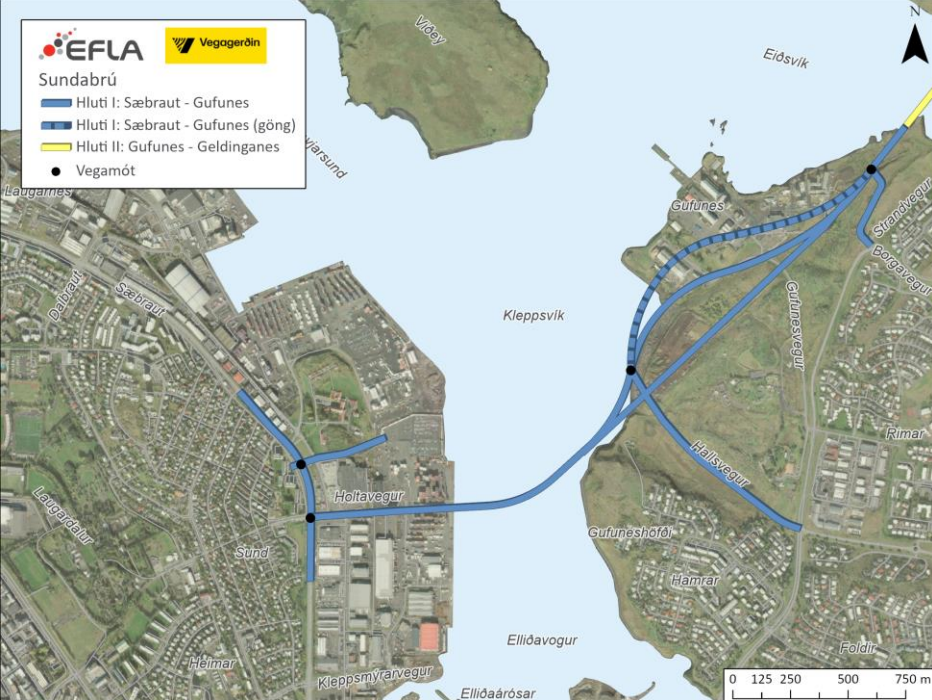 EFLA
Vegagerðin
Sundabrú
Hluti I: Sæbraut - Gufunes
Hluti I: Sæbraut - Gufunes (göng)
Hluti II: Gufunes - Geldinganes
Vegamót
N
Viðey
Eiðsvík
Laugarnes
Dalbraut
Sæbraut
Gufunes
Strandvegur
Borgavegur
Gufunesvegur
Kleppsvík
Rimar
Hallsvegur
Holtavegur
Laugardalur
Sund
Gufuneshöfði
Hamrar
Elliðavogur
Foldir
Heimar
Kleppsmýrarvegur
Elliðaárósar
0 125 250 500 750 m